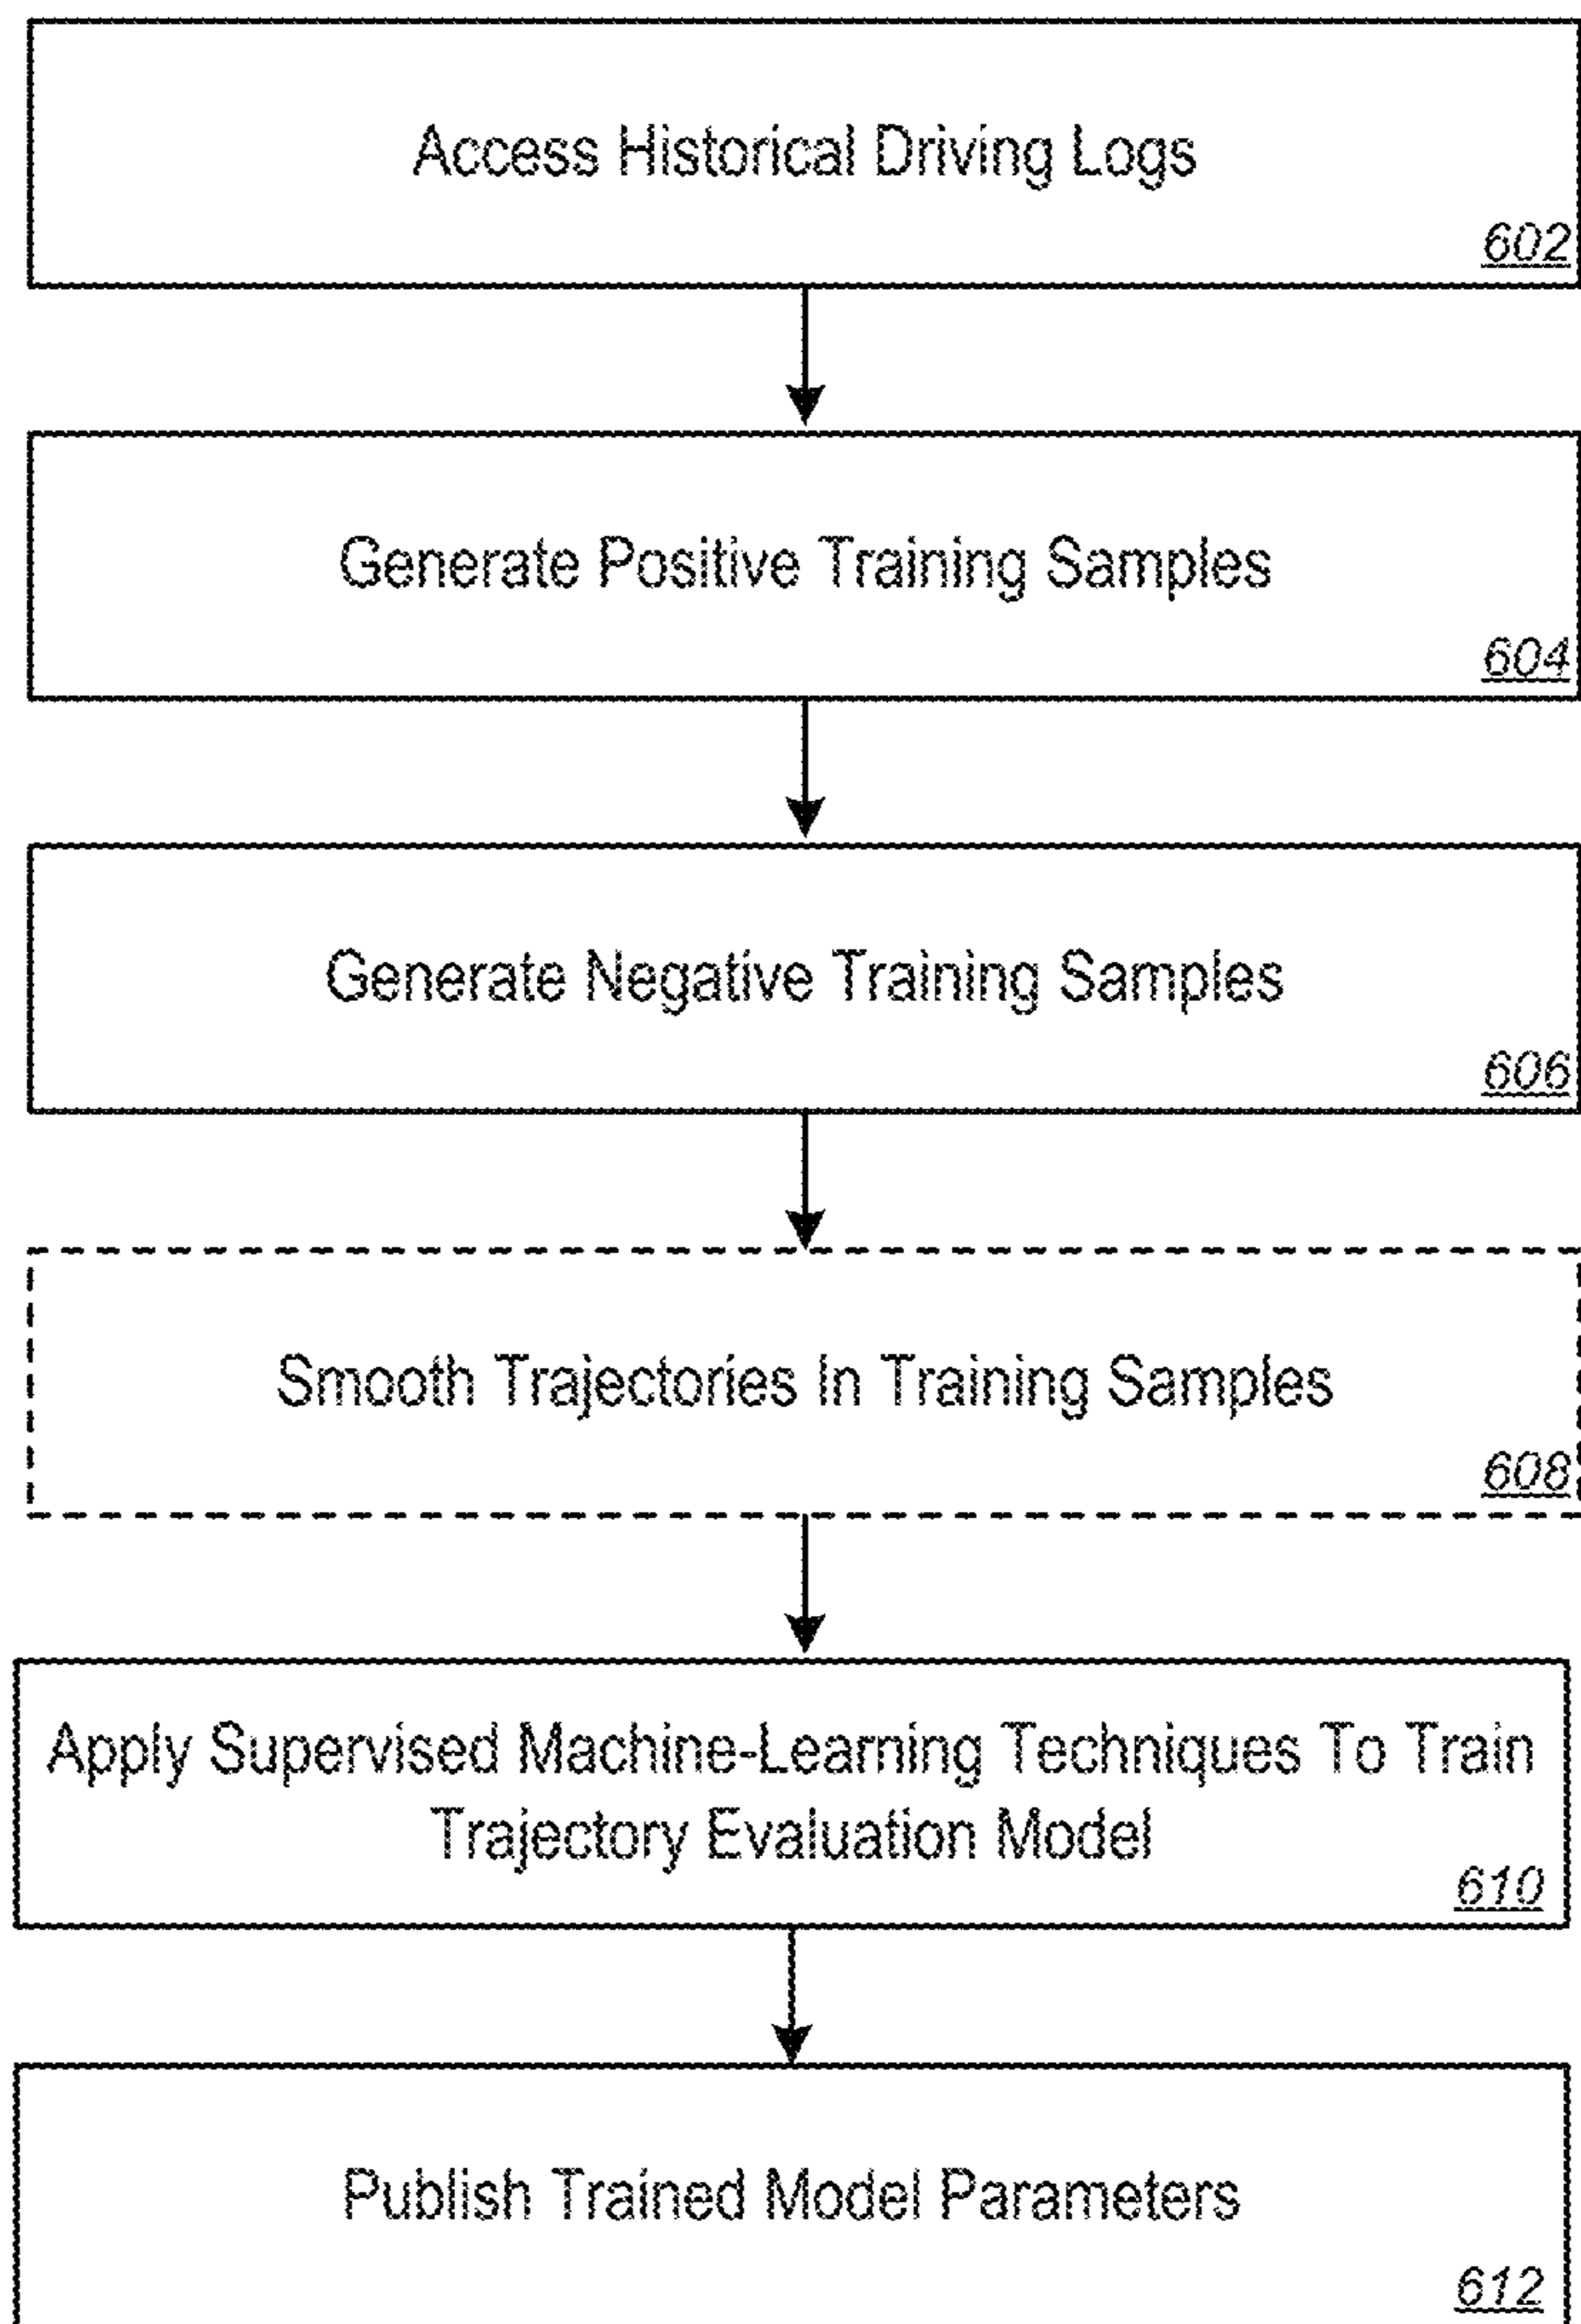 Access Historical Driving Logs
602
Generate Positive Training Samples
604
Generate Negative Training Samples
606
Smooth Trajectories In Training Samples
608
Apply Supervised Machine-Learning Techniques To Train
Trajectory Evaluation Model
610
Publish Trained Model Parameters
612